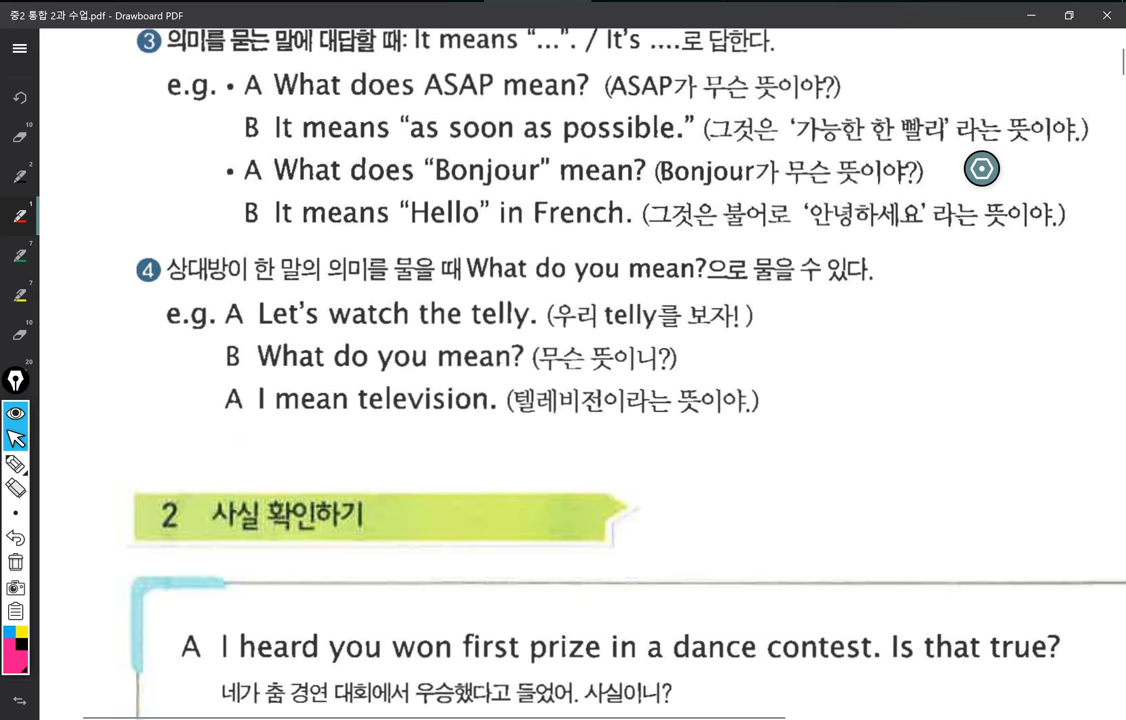 중2 통합 2과 수업.pdf - Drawboard PDF
3 의미를 묻는 말에 대답할 때: It means “...”. / It’s ....로 답한다.
e.g. • A What does ASAP mean? (ASAP가 무슨 뜻이야?)
B It means “as soon as possible.” (그것은 ‘가능한 한 빨리’ 라는 뜻이야.)
• A What does “Bonjour” mean? (Bonjour가 무슨 뜻이야?)
B It means “Hello” in French. (그것은 불어로 ‘안녕하세요’ 라는 뜻이야.)
4 상대방이 한 말의 의미를 물을 때 What do you mean?으로 물을 수 있다.
e.g. A Let’s watch the telly. (우리 telly를 보자! )
B What do you mean? (무슨 뜻이니?)
A I mean television. (텔레비전이라는 뜻이야.)
2 사실 확인하기
A I heard you won first prize in a dance contest. Is that true?
네가 춤 경연 대회에서 우승했다고 들었어. 사실이니?
10
2
1
7
7
10
20